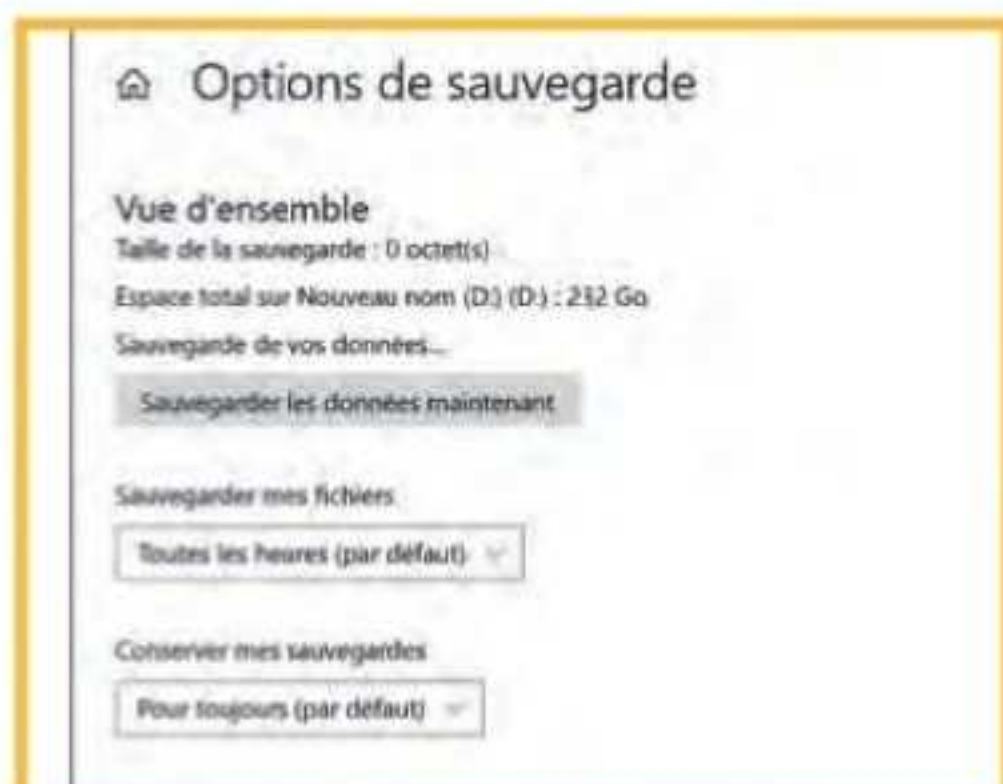 Options de sauvegarde
Vue d'ensemble
Taille de la sauvegarde : 0 octet(s)
Espace total sur Nouveau nom (D:) (D:) : 232 Go
Sauvegarde de vos données...
Sauvegarder les données maintenant
Sauvegarder mes fichiers
Toutes les heures (par défaut)
Conserver mes sauvegardes
Pour toujours (par défaut)